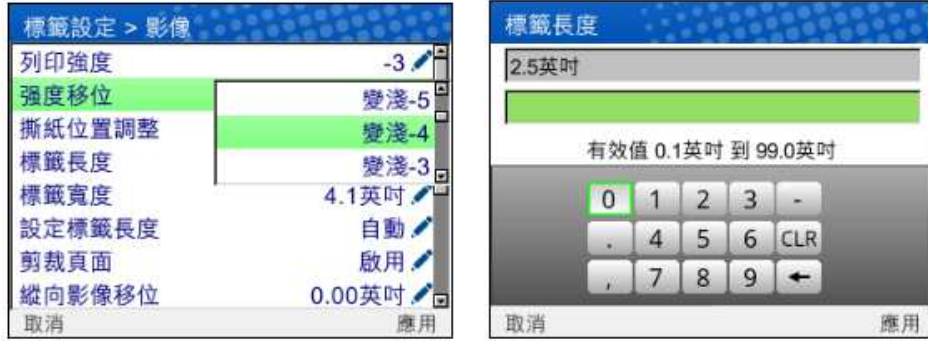 標籤設定 > 影像
列印強度 -3
强度移位
變淺-5
撕紙位置調整 變淺-4
標籤長度 變淺-3
標籤寬度 4.1英吋
設定標籤長度 自動
剪裁頁面 啟用
縱向影像移位 0.00英吋
取消 應用
標籤長度
2.5英吋
有效值 0.1英吋 到 99.0英吋
0 1 2 3 -
. 4 5 6 CLR
, 7 8 9 ←
取消 應用